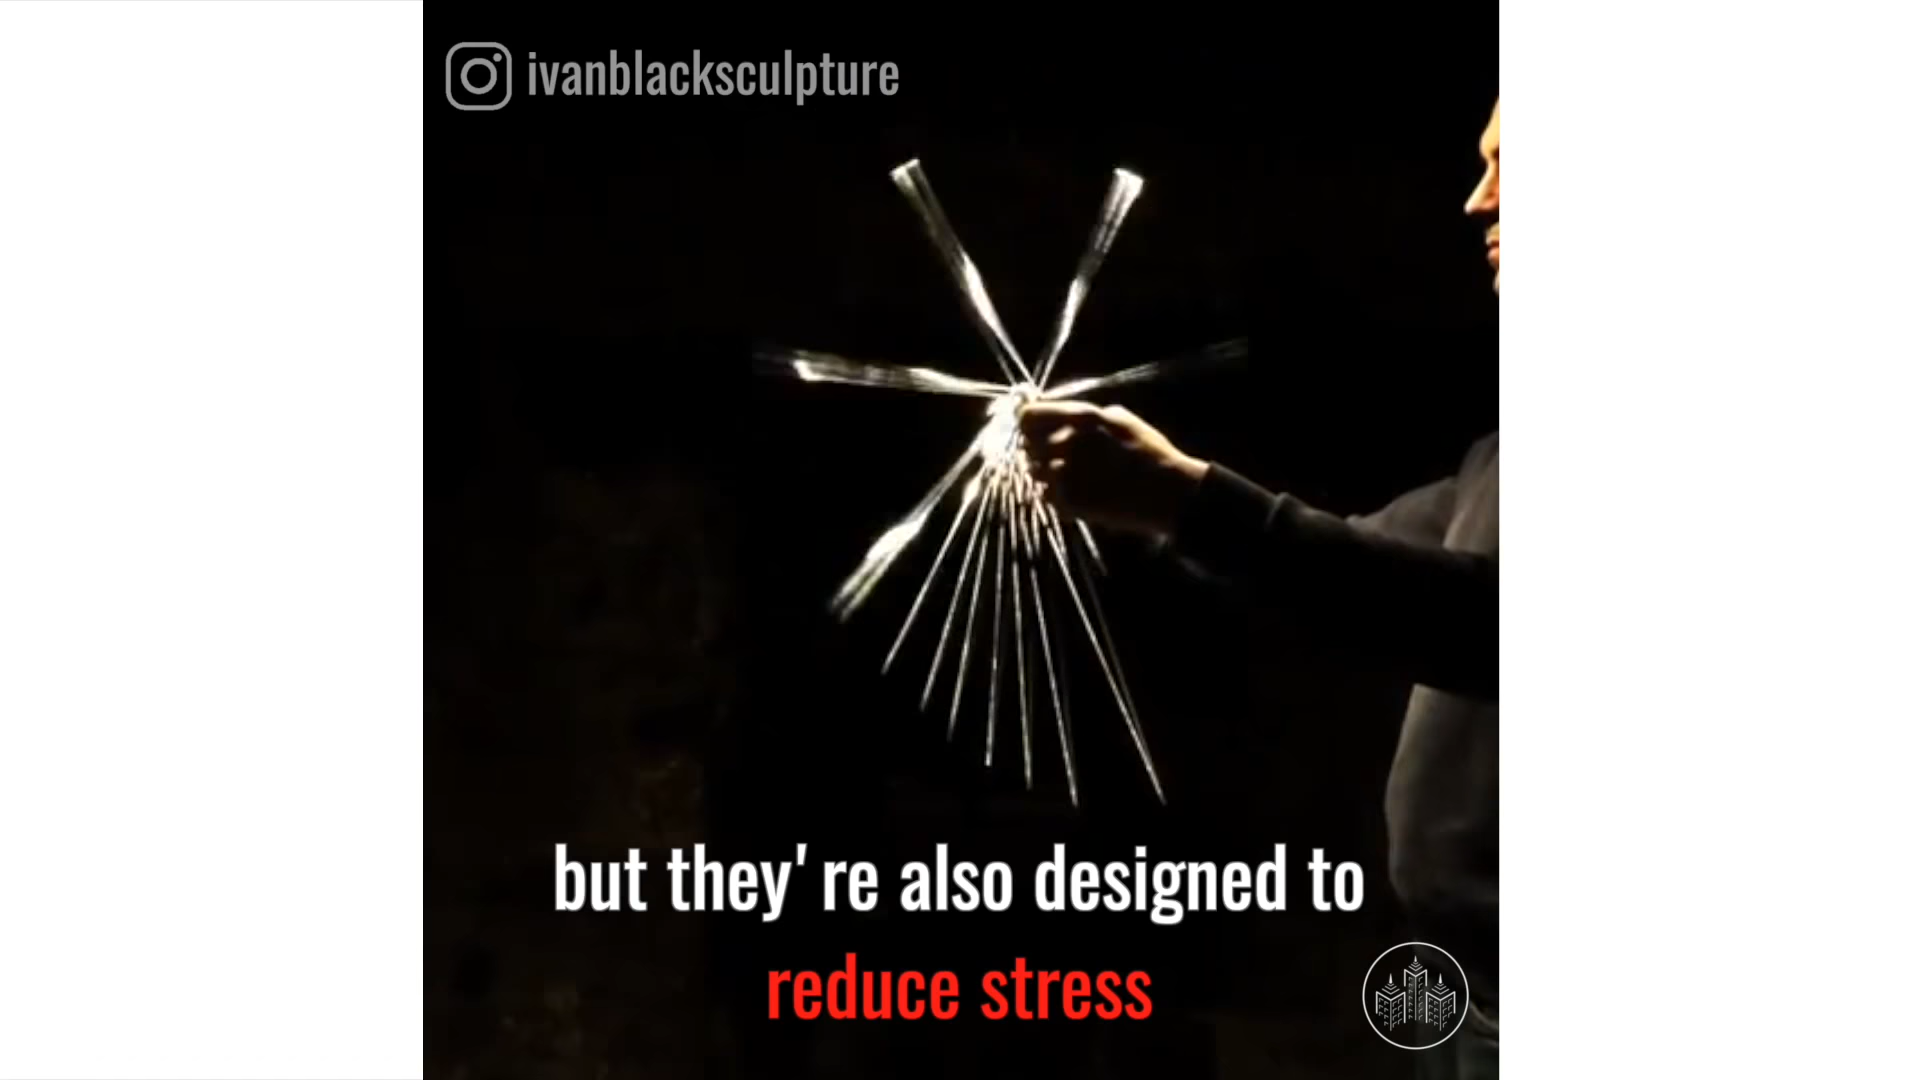 ivanblacksculpture
but they're also designed to
reduce stress